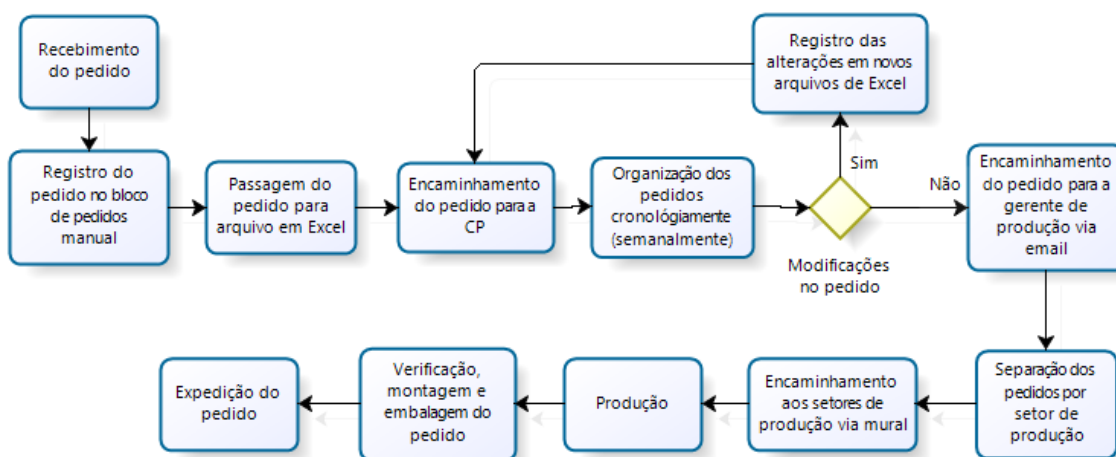 Recebimento
do pedido
Registro do
pedido no bloco
de pedidos
manual
Passagem do
pedido para
arquivo em Excel
Encaminhamento
do pedido para a
CP
Organização dos
pedidos
cronológiamente
(semanalmente)
Modificações
no pedido
Sim
Registro das
alterações em novos
arquivos de Excel
Não
Encaminhamento
do pedido para a
gerente de
produção via
email
Separação dos
pedidos por
setor de
produção
Encaminhamento
aos setores de
produção via mural
Produção
Verificação,
montagem e
embalagem do
pedido
Expedição do
pedido